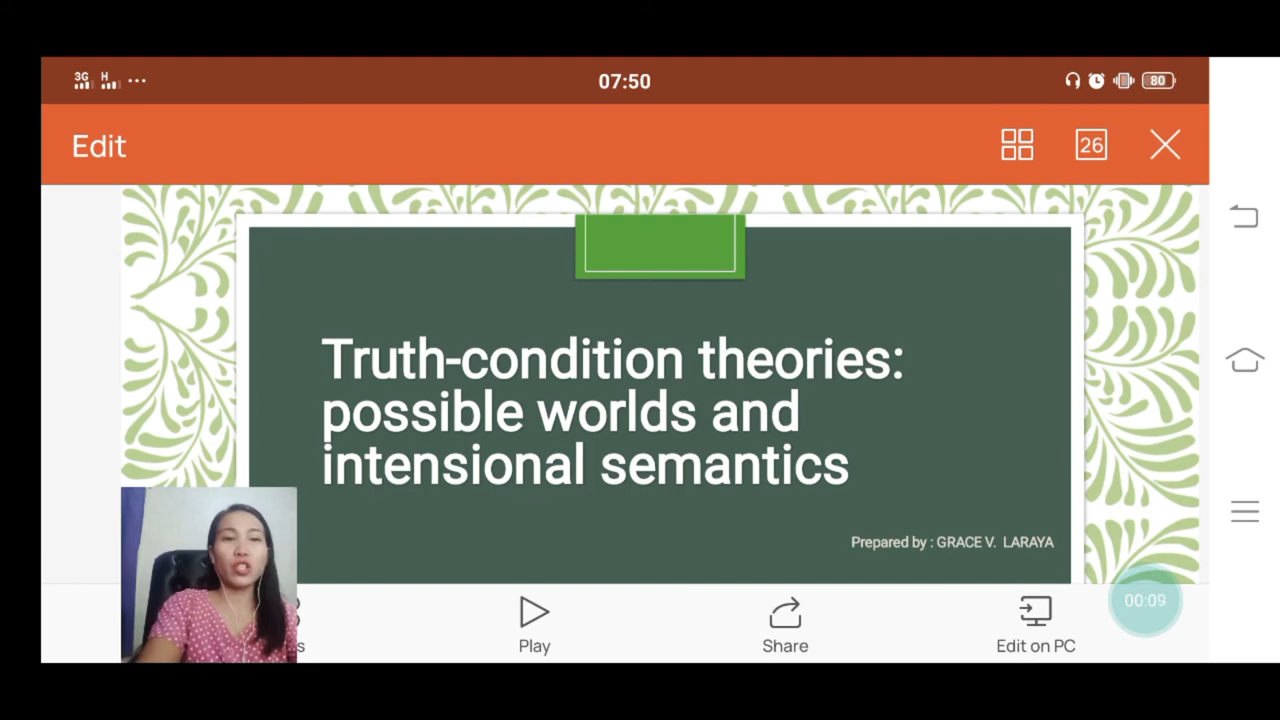 3G H
07:50
80
Edit
26
Truth-condition theories:
possible worlds and
intensional semantics
Prepared by : GRACE V. LARAYA
00:09
s
Play
Share
Edit on PC